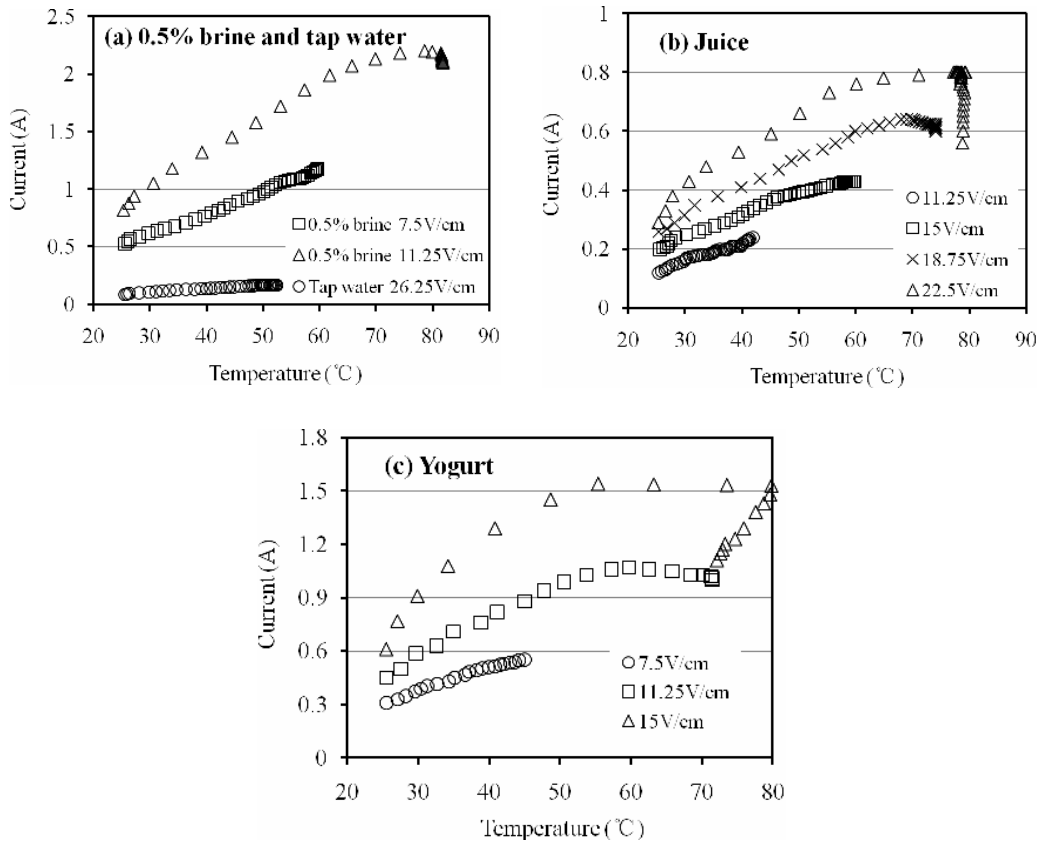 (a) 0.5% brine and tap water
2.5
2
1.5
1
0.5
0
Current (A)
0.5% brine 7.5V/cm
0.5% brine 11.25V/cm
Tap water 26.25V/cm
20 30 40 50 60 70 80 90
Temperature (℃)
(b) Juice
1
0.8
0.6
0.4
0.2
0
Current (A)
11.25V/cm
15V/cm
18.75V/cm
22.5V/cm
20 30 40 50 60 70 80 90
Temperature (℃)
(c) Yogurt
1.8
1.5
1.2
0.9
0.6
0.3
0
Current (A)
7.5V/cm
11.25V/cm
15V/cm
20 30 40 50 60 70 80
Temperature (℃)